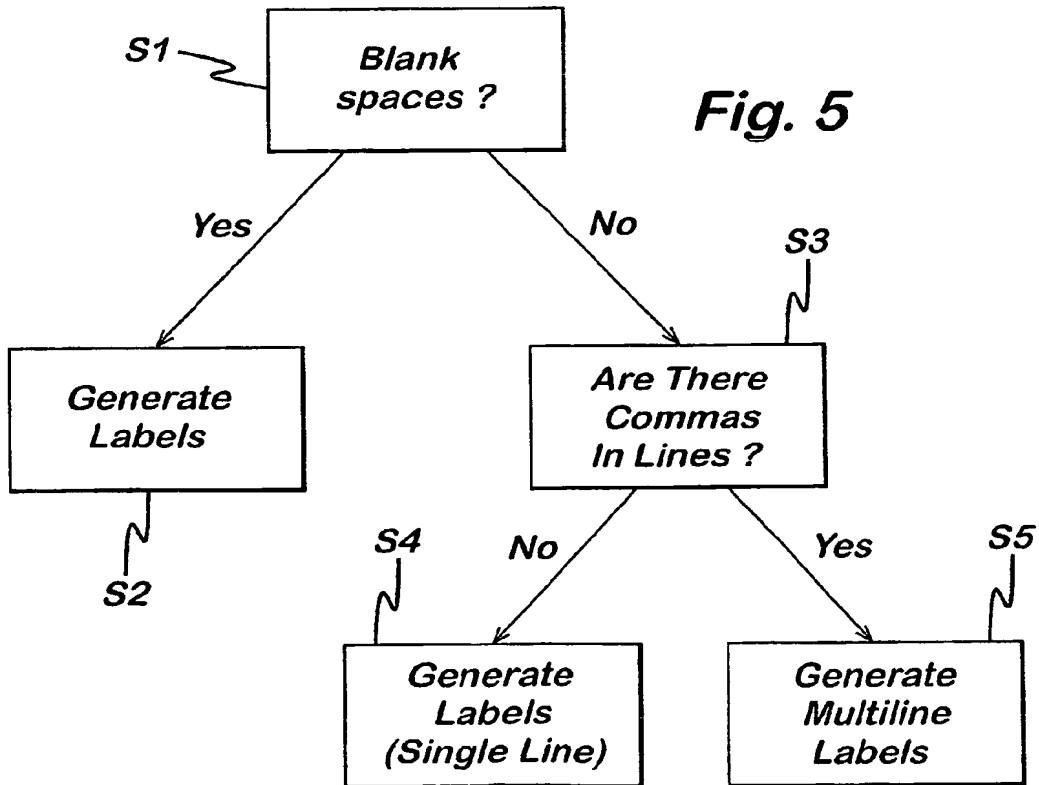 S1
Blank
spaces ?
Fig. 5
Yes
No
S3
Generate
Labels
Are There
Commas
In Lines ?
S2
S4
No
Yes
S5
Generate
Labels
(Single Line)
Generate
Multiline
Labels